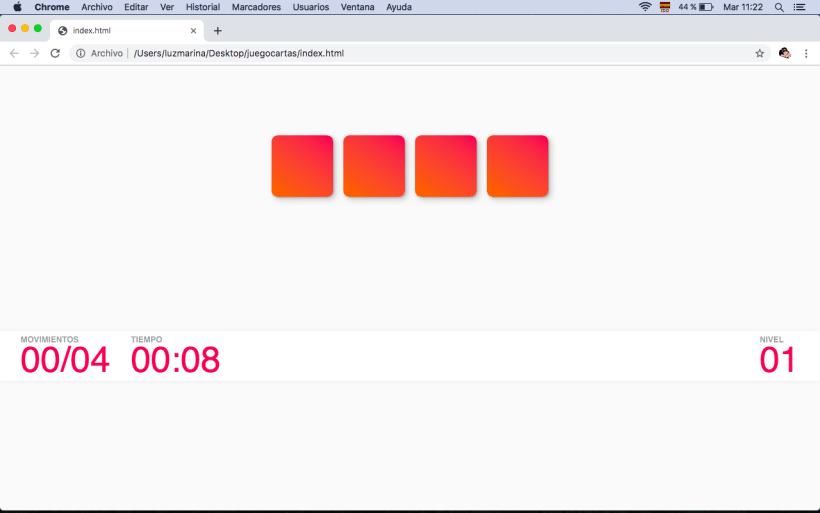 Chrome Archivo Editar Ver Historial Marcadores Usuarios Ventana Ayuda 44 % Mar 11:22
index.html
Archivo /Users/luzmarina/Desktop/juegocartas/index.html
MOVIMIENTOS TIEMPO NIVEL
00/04 00:08 01